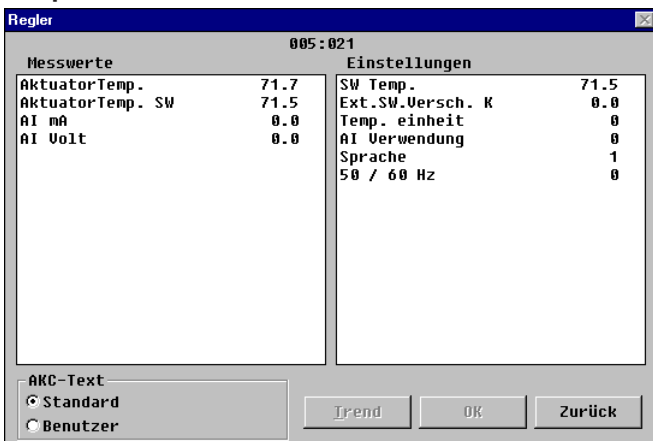 Regler
005:021
Messwerte
Einstellungen
AktuatorTemp. 71.7
AktuatorTemp. SW 71.5
AI mA 0.0
AI Volt 0.0
SW Temp. 71.5
Ext.SW.Versch. K 0.0
Temp. einheit 0
AI Verwendung 0
Sprache 1
50 / 60 Hz 0
AKC-Text
Standard
Benutzer
Trend
OK
Zurück